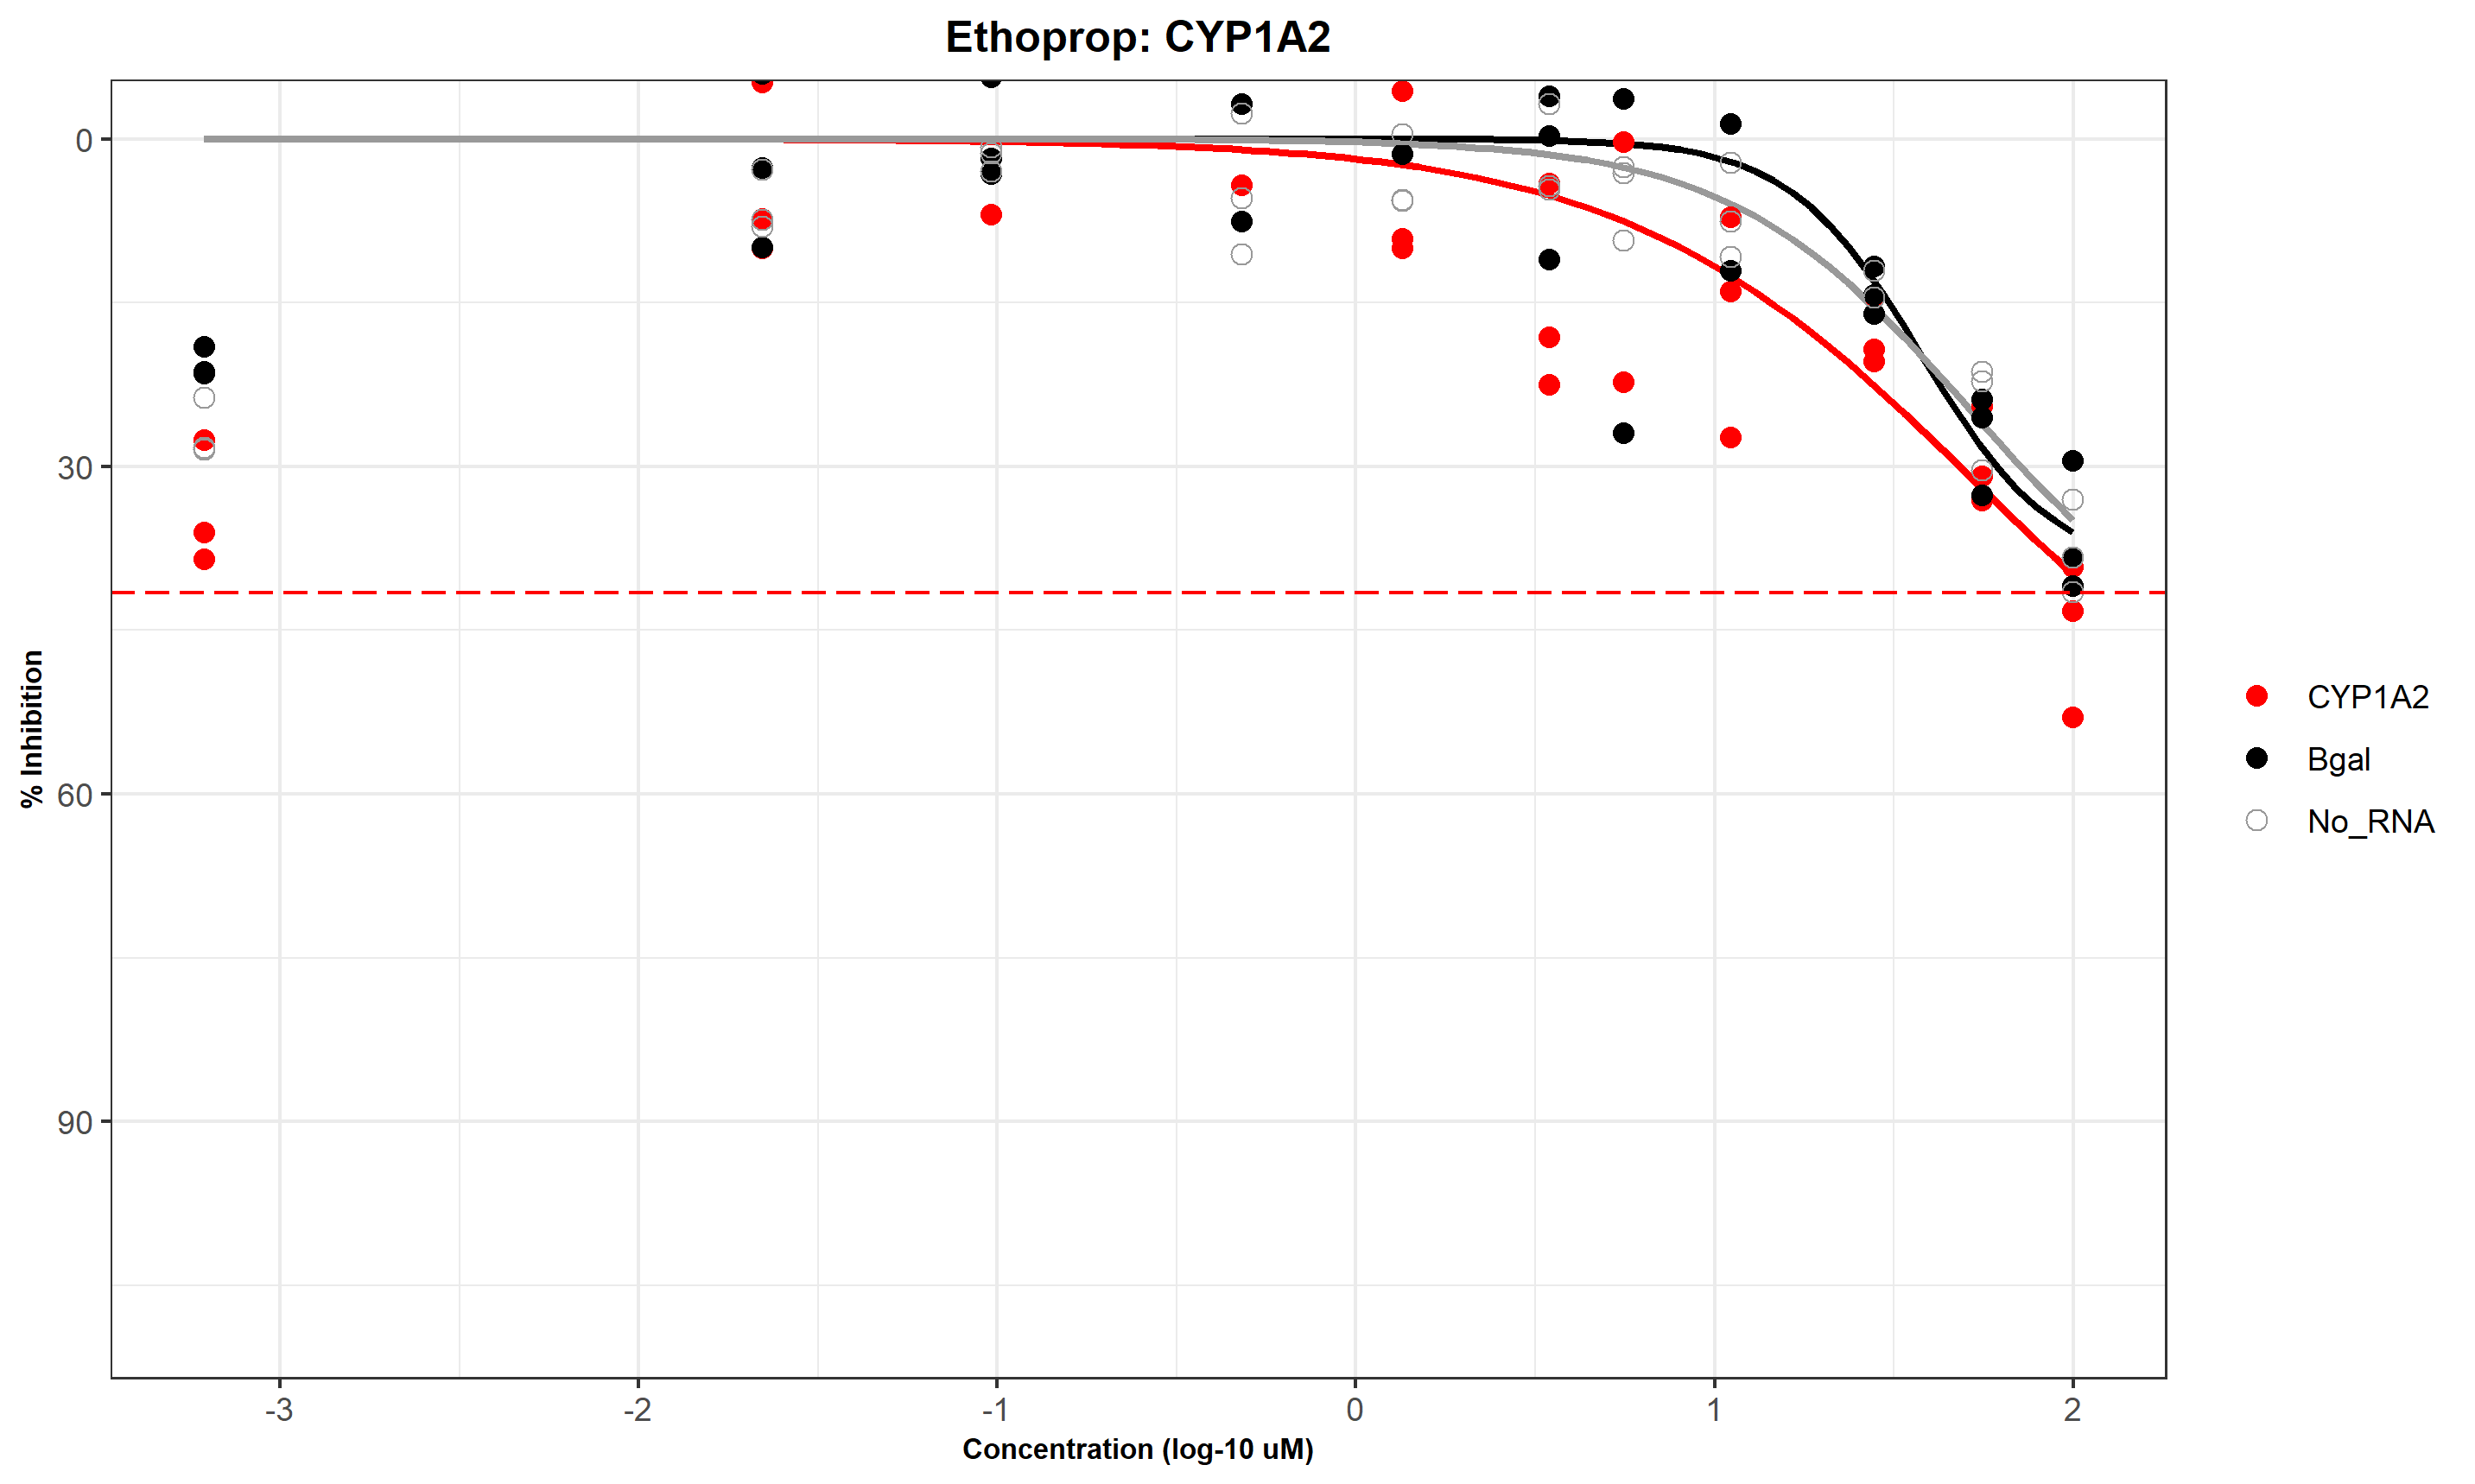 Ethoprop: CYP1A2
0
30
60
90
% Inhibition
-3
-2
-1
0
1
2
Concentration (log-10 uM)
CYP1A2
Bgal
No_RNA